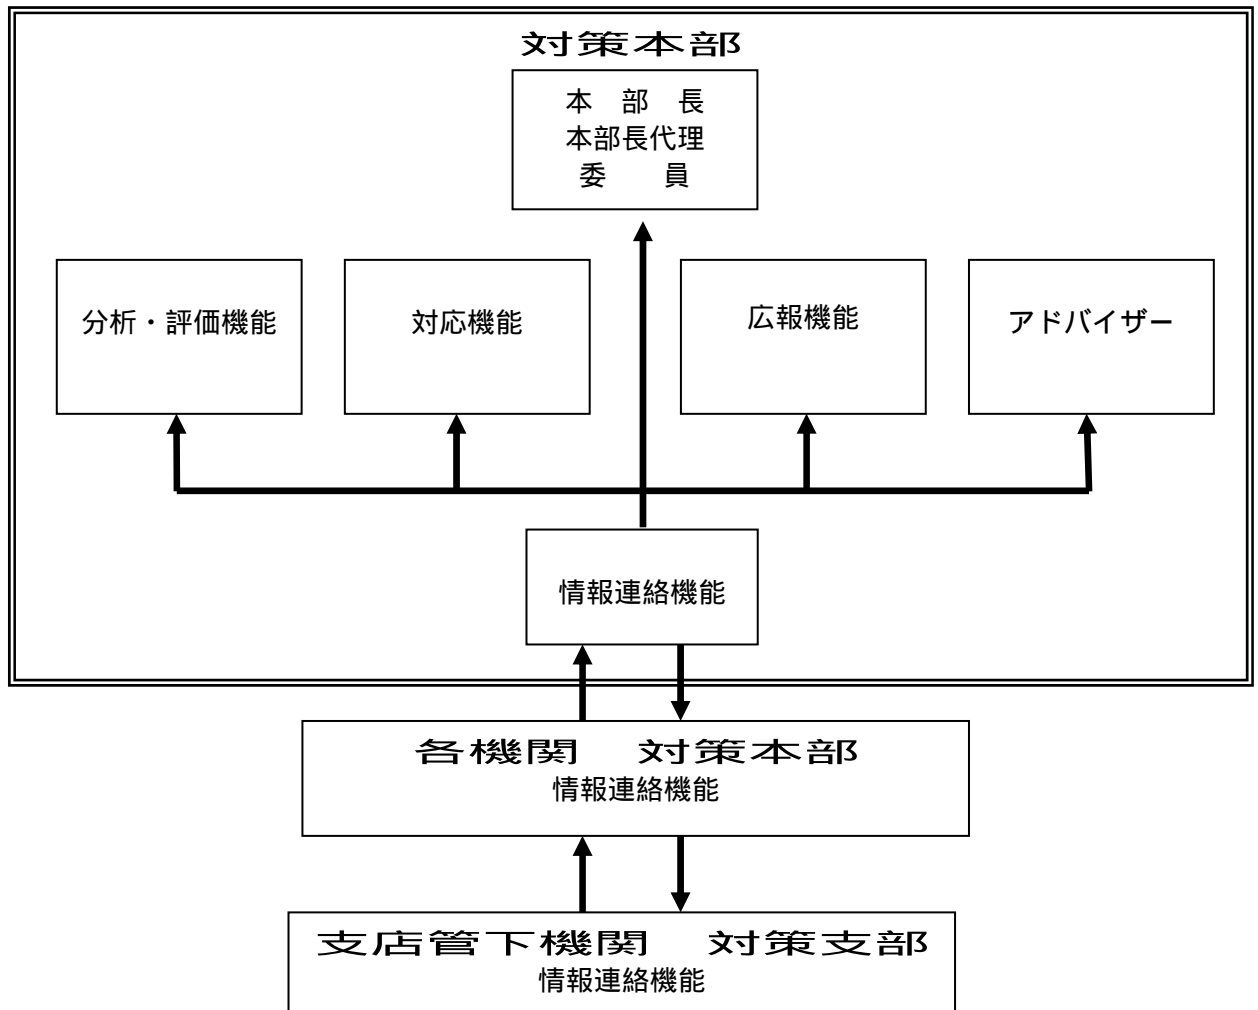 対策本部
本　部　長
本部長代理
委　　員
分析・評価機能
対応機能
広報機能
アドバイザー
情報連絡機能
各機関　対策本部
情報連絡機能
支店管下機関　対策支部
情報連絡機能